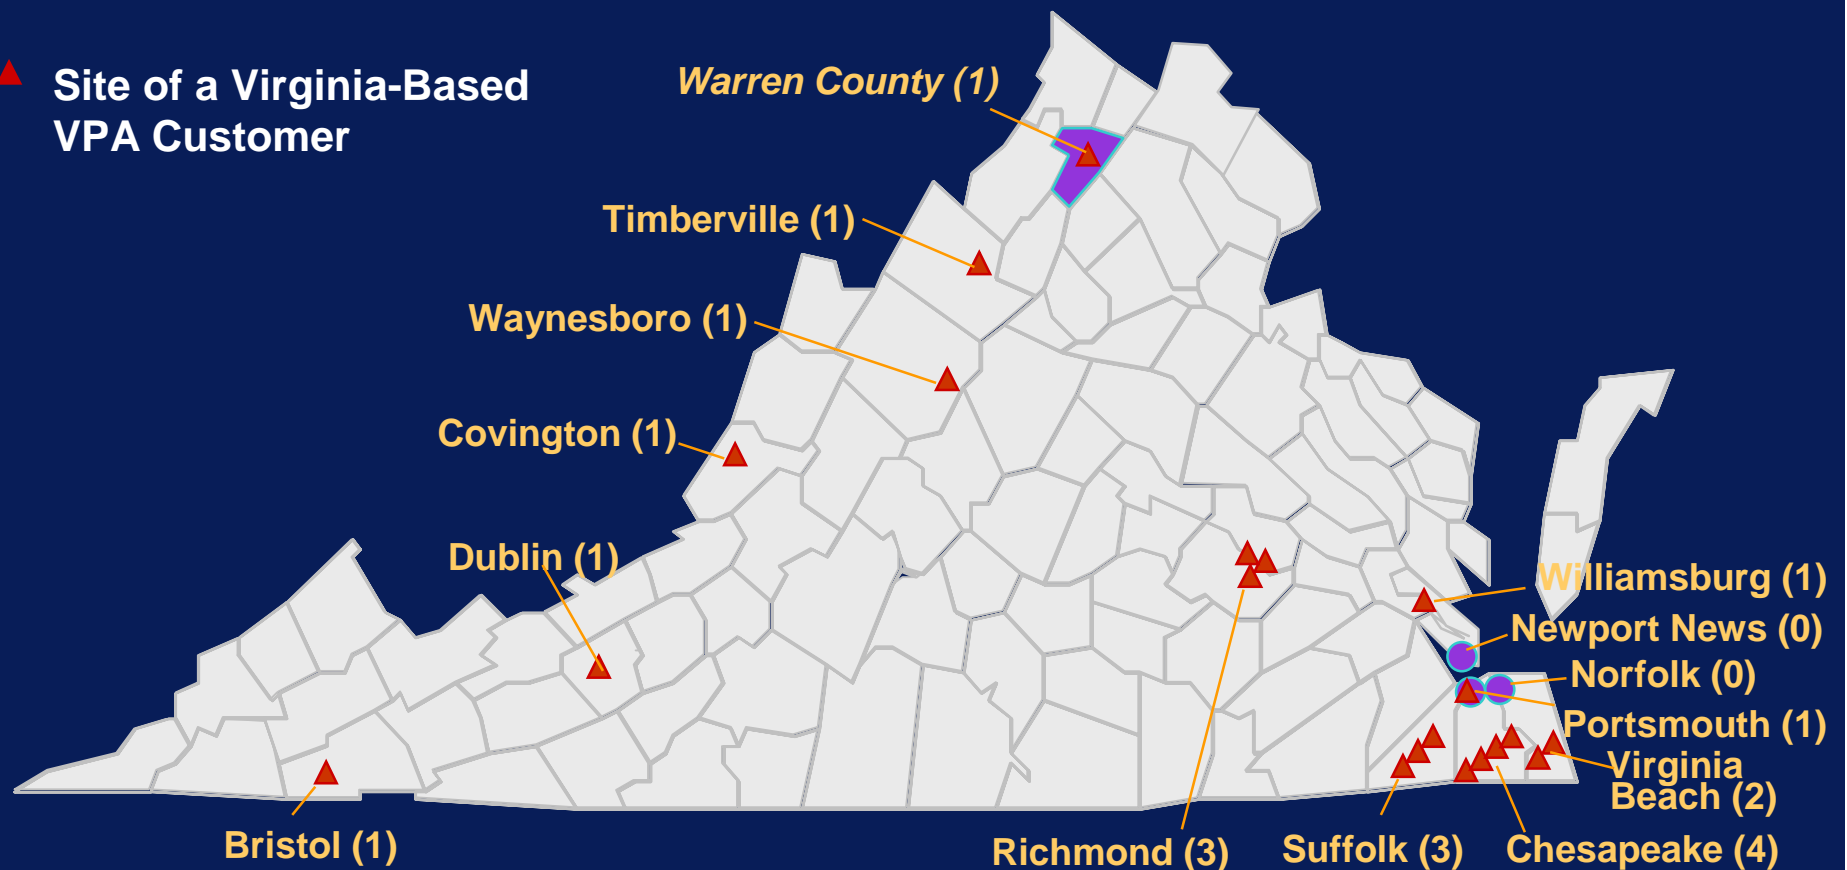 Site of a Virginia-Based
VPA Customer
Warren County (1)
Timberville (1)
Waynesboro (1)
Covington (1)
Dublin (1)
Williamsburg (1)
Newport News (0)
Norfolk (0)
Portsmouth (1)
Virginia
Beach (2)
Bristol (1)
Richmond (3)
Suffolk (3)
Chesapeake (4)